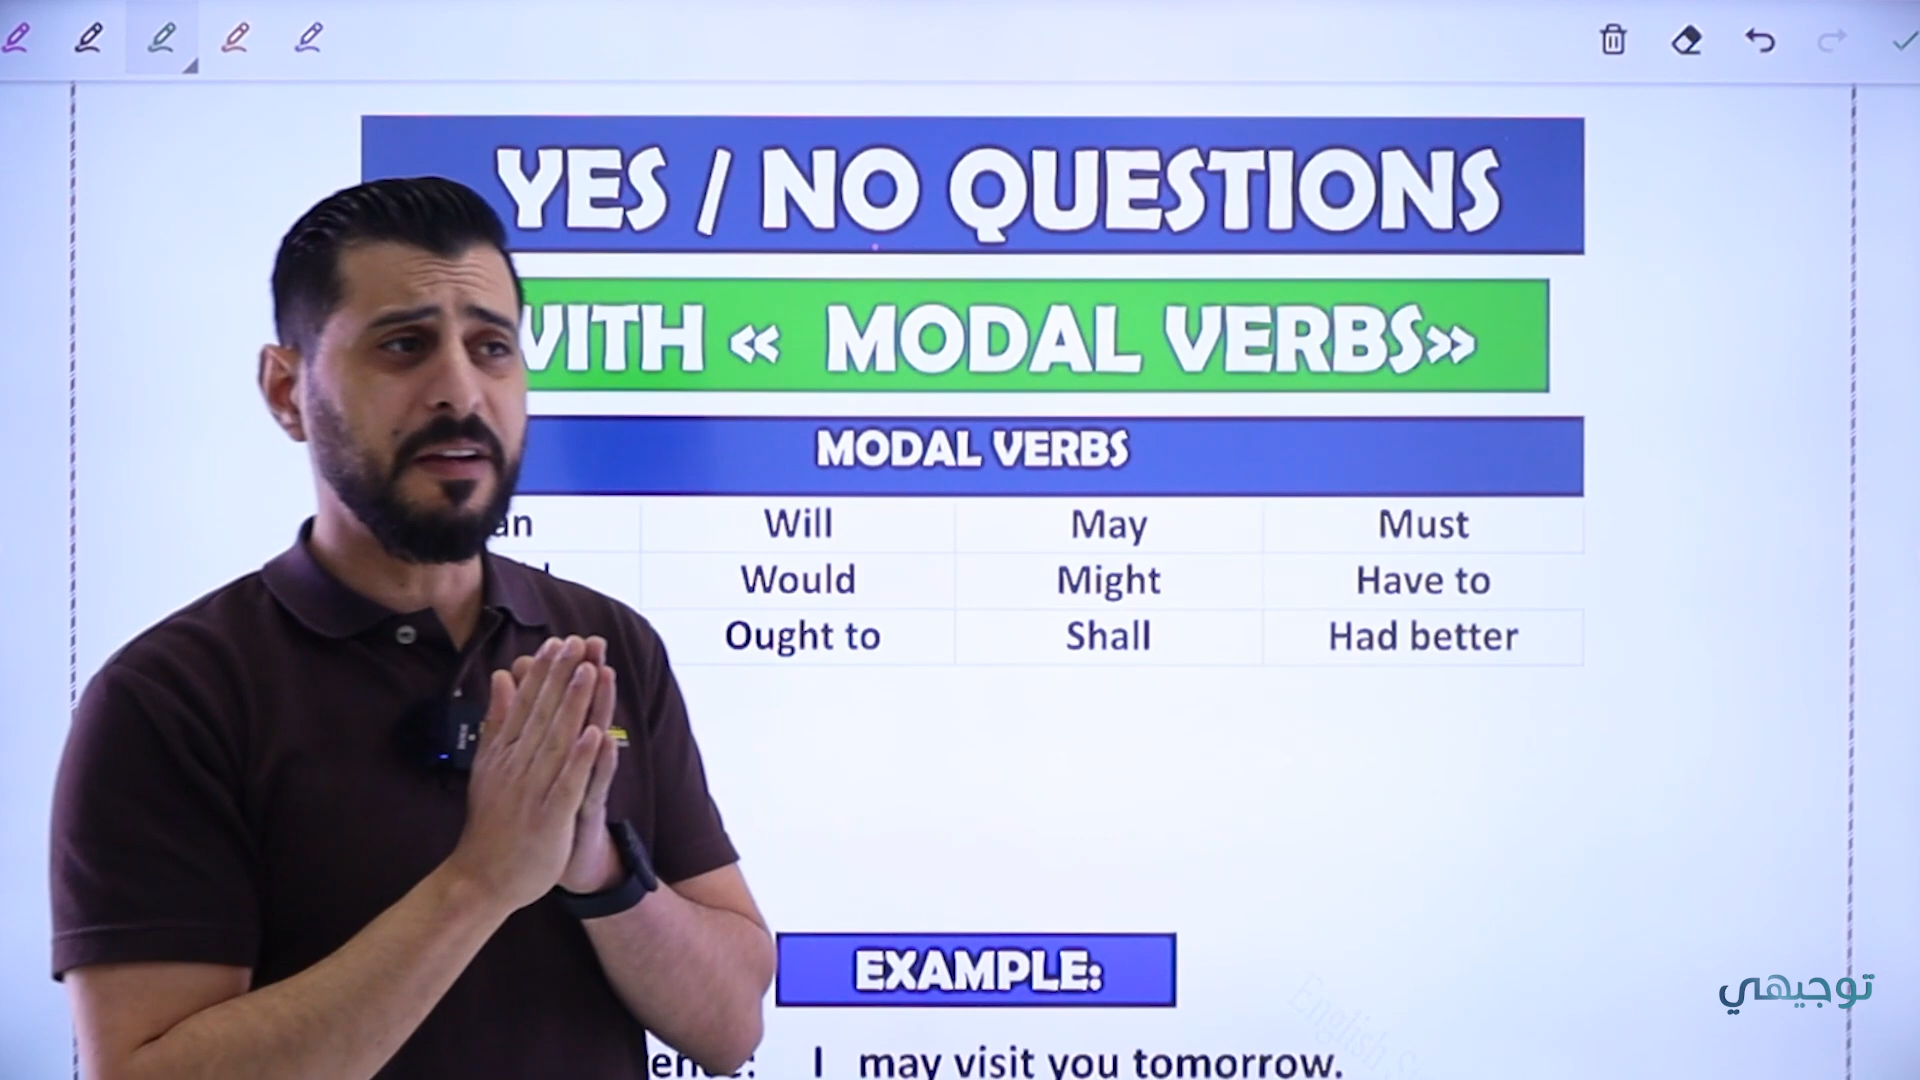 YES / NO QUESTIONS
WITH « MODAL VERBS»
MODAL VERBS
Will May Must
Would Might Have to
Ought to Shall Had better
EXAMPLE:
توجيهي
I may visit you tomorrow.